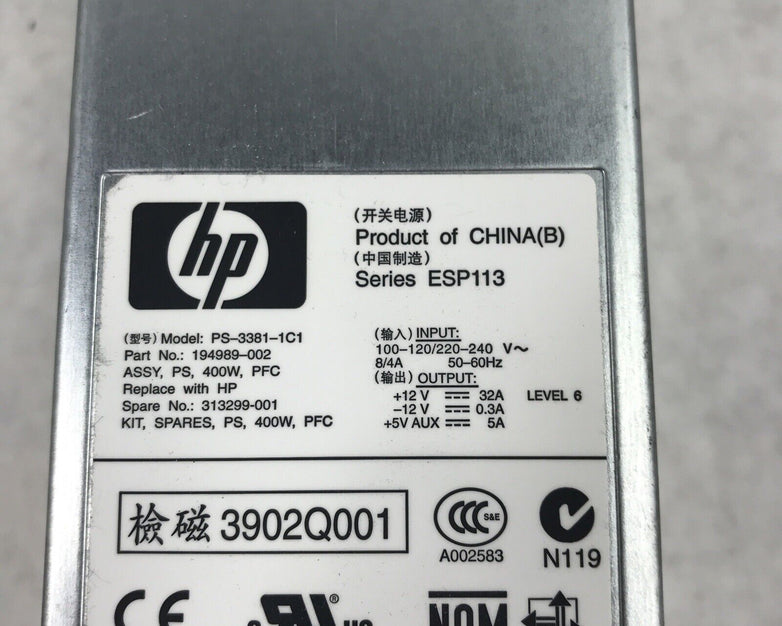 hp
(开关电源)
Product of CHINA(B)
(中国制造)
Series ESP113
(型号) Model: PS-3381-1C1
Part No.: 194989-002
ASSY, PS, 400W, PFC
Replace with HP
Spare No.: 313299-001
KIT, SPARES, PS, 400W, PFC
(输入) INPUT:
100-120/220-240 V~
8/4A 50-60Hz
(输出) OUTPUT:
+12 V ⎓ 32A LEVEL 6
-12 V ⎓ 0.3A
+5V AUX ⎓ 5A
檢磁 3902Q001
CCC S&E
A002583
N119
CE
c RU® US
NOM